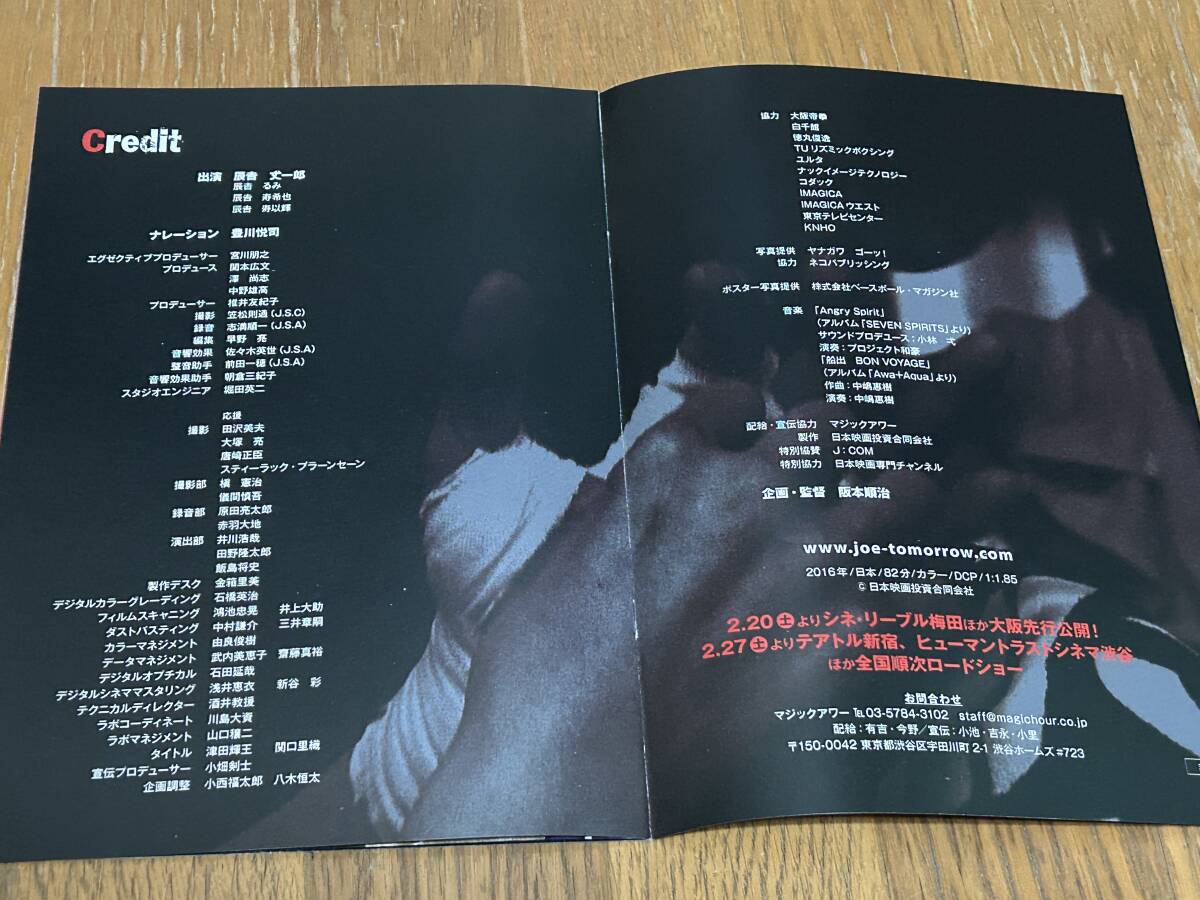 Credit
出演 辰吉 丈一郎
辰吉 るみ
辰吉 寿希也
辰吉 寿以輝
ナレーション 豊川悦司
エグゼクティブプロデューサー 宮川朋之
プロデュース 関本広文
澤 尚志
中野雄高
プロデューサー 椎井友紀子
撮影 笠松則通（J.S.C）
録音 志満順一（J.S.A）
編集 早野 亮
音響効果 佐々木英世（J.S.A）
整音助手 前田一穂（J.S.A）
音響効果助手 朝倉三紀子
スタジオエンジニア 堀田英二
応援
撮影 田沢美夫
大塚 亮
唐崎正臣
スティーラック・プラーンセーン
撮影部 槇 憲治
儀間慎吾
録音部 原田亮太郎
赤羽大地
演出部 井川浩哉
田野隆太郎
飯島将史
製作デスク 金箱里美
デジタルカラーグレーディング 石橋英治
フィルムスキャニング 鴻池忠晃 井上大助
ダストバスティング 中村謙介 三井章嗣
カラーマネジメント 由良俊樹
データマネジメント 武内美恵子 齋藤真裕
デジタルオプチカル 石田延哉
デジタルシネママスタリング 浅井恵衣 新谷 彩
テクニカルディレクター 酒井教援
ラボコーディネート 川島大資
ラボマネジメント 山口穣二
タイトル 津田輝王 関口里織
宣伝プロデューサー 小畑剣士
企画調整 小西福太郎 八木恒太
協力 大阪帝拳
白千館
徳丸俊逸
TUリズミックボクシング
ユルタ
ナックイメージテクノロジー
コダック
IMAGICA
IMAGICAウエスト
東京テレビセンター
KNHO
写真提供 ヤナガワ ゴーッ！
協力 ネコパブリッシング
ポスター写真提供 株式会社ベースボール・マガジン社
音楽 「Angry Spirit」
（アルバム「SEVEN SPIRITS」より）
サウンドプロデュース：小林 弌
演奏：プロジェクト和豪
「船出 BON VOYAGE」
（アルバム「Awa+Aqua」より）
作曲：中嶋恵樹
演奏：中嶋恵樹
配給・宣伝協力 マジックアワー
製作 日本映画投資合同会社
特別協賛 J：COM
特別協力 日本映画専門チャンネル
企画・監督 阪本順治
www.joe-tomorrow.com
2016年／日本／82分／カラー／DCP／1：1.85
© 日本映画投資合同会社
2.20土よりシネ・リーブル梅田ほか大阪先行公開！
2.27土よりテアトル新宿、ヒューマントラストシネマ渋谷
ほか全国順次ロードショー
お問合わせ
マジックアワー ℡03-5784-3102 staff@magichour.co.jp
配給：有吉・今野／宣伝：小池・吉永・小里
〒150-0042 東京都渋谷区宇田川町2-1 渋谷ホームズ#723